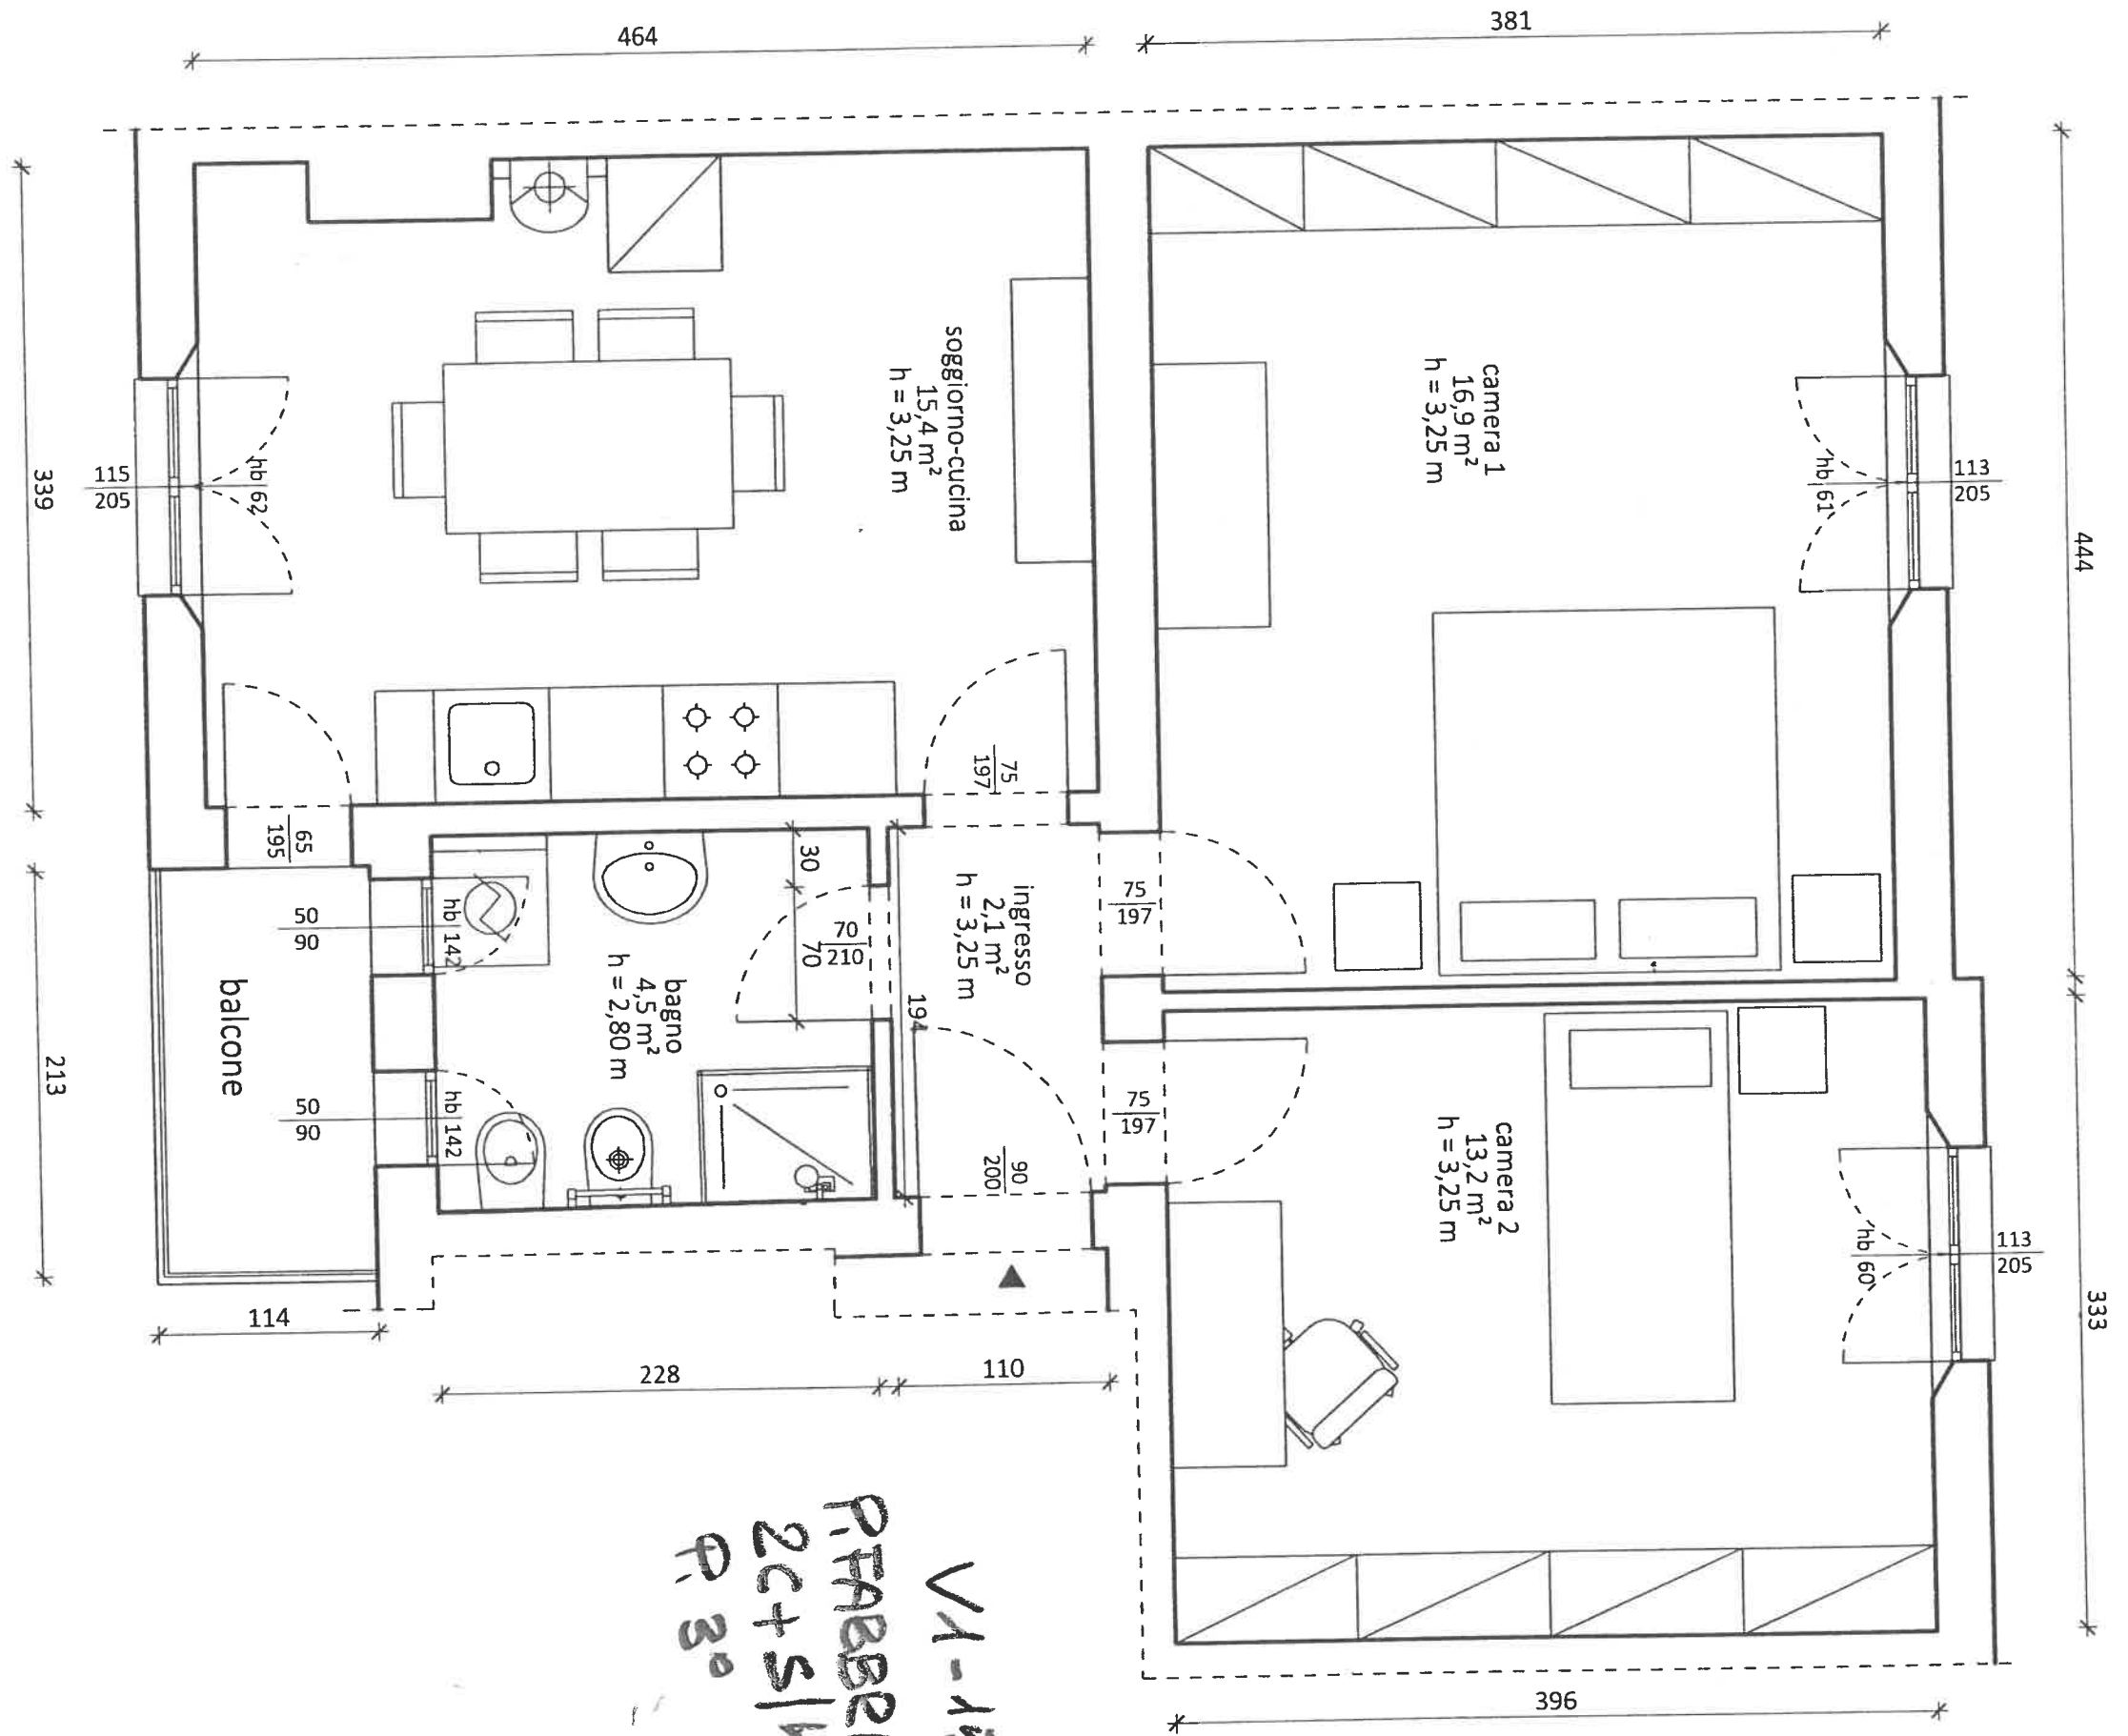 464
381
339
213
444
333
114
228
110
396
115
205
hb 62
soggiorno-cucina
15,4 m²
h = 3,25 m
camera 1
16,9 m²
h = 3,25 m
hb 61
113
205
75
197
65
195
30
70
210
70
ingresso
2,1 m²
h = 3,25 m
75
197
50
90
hb 142
bagno
4,5 m²
h = 2,80 m
194
balcone
50
90
hb 142
90
200
75
197
camera 2
13,2 m²
h = 3,25 m
hb 60
113
205
2C+S
P. 3°